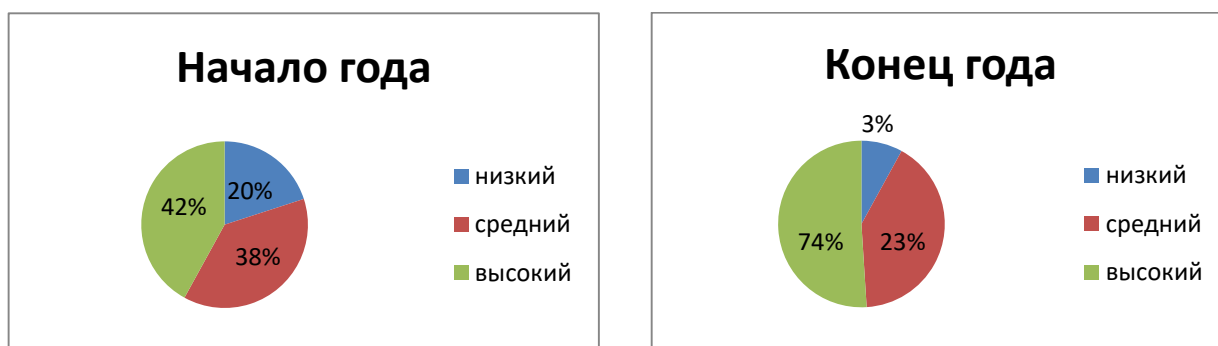 Начало года
20%
38%
42%
низкий
средний
высокий
Конец года
3%
23%
74%
низкий
средний
высокий